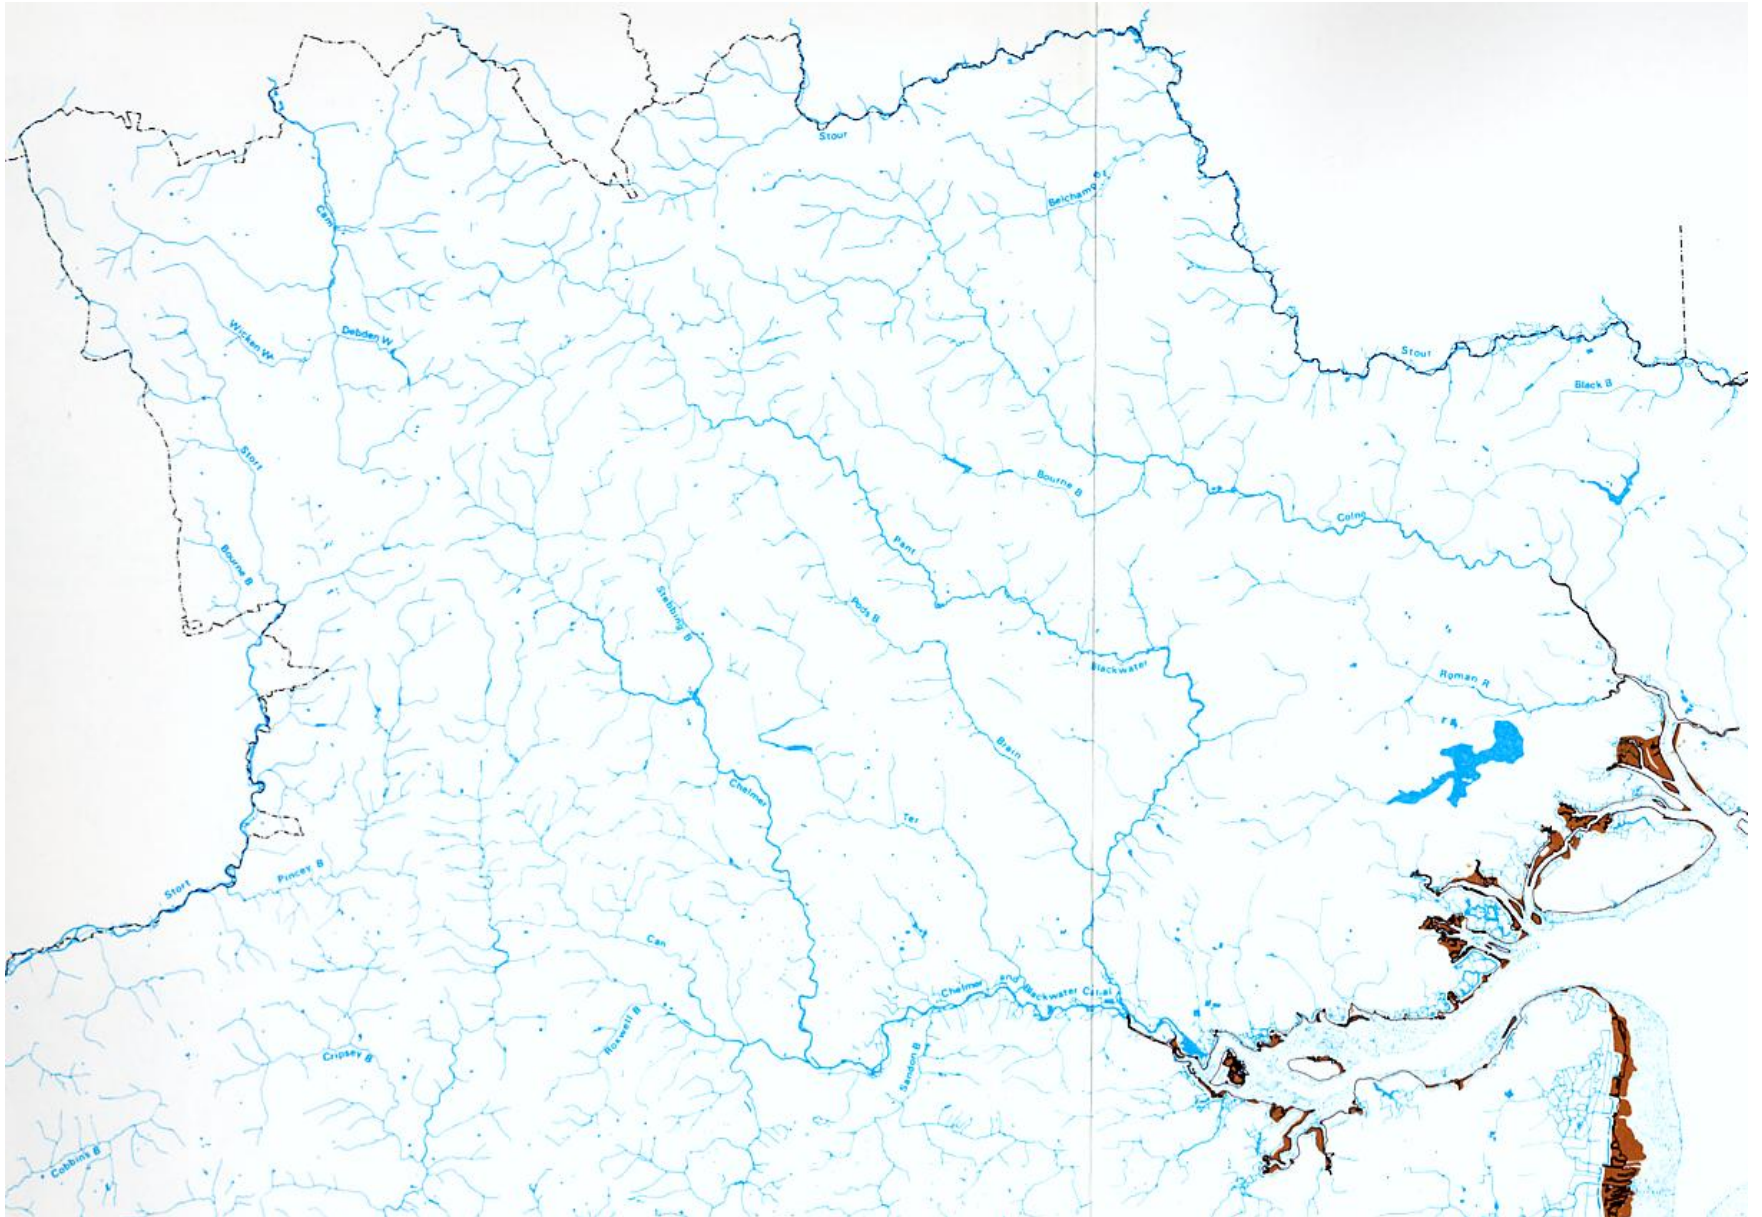 Stour
Belchamp B
Cam
Wicken W
Debden W
Stour
Black B
Stort
Bourne B
Colne
Pant
Bourne B
Stebbing B
Pods B
Blackwater
Roman R
Brain
Chelmer
Ter
Pincey B
Stort
Can
Chelmer and Blackwater Canal
Roxwell B
Cripsey B
Sandon B
Cobbins B